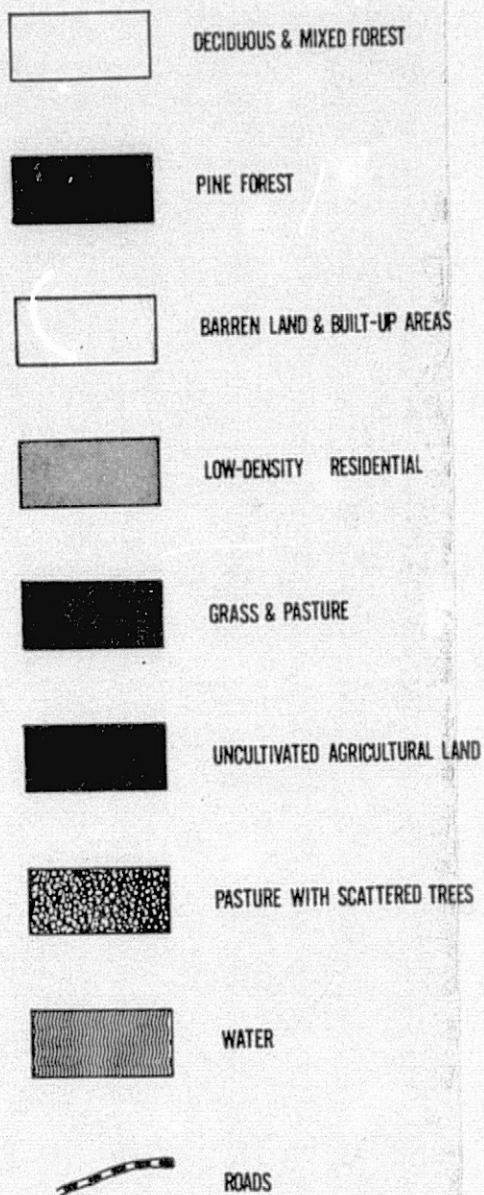 DECIDUOUS & MIXED FOREST
PINE FOREST
BARREN LAND & BUILT-UP AREAS
LOW-DENSITY RESIDENTIAL
GRASS & PASTURE
UNCULTIVATED AGRICULTURAL LAND
PASTURE WITH SCATTERED TREES
WATER
ROADS